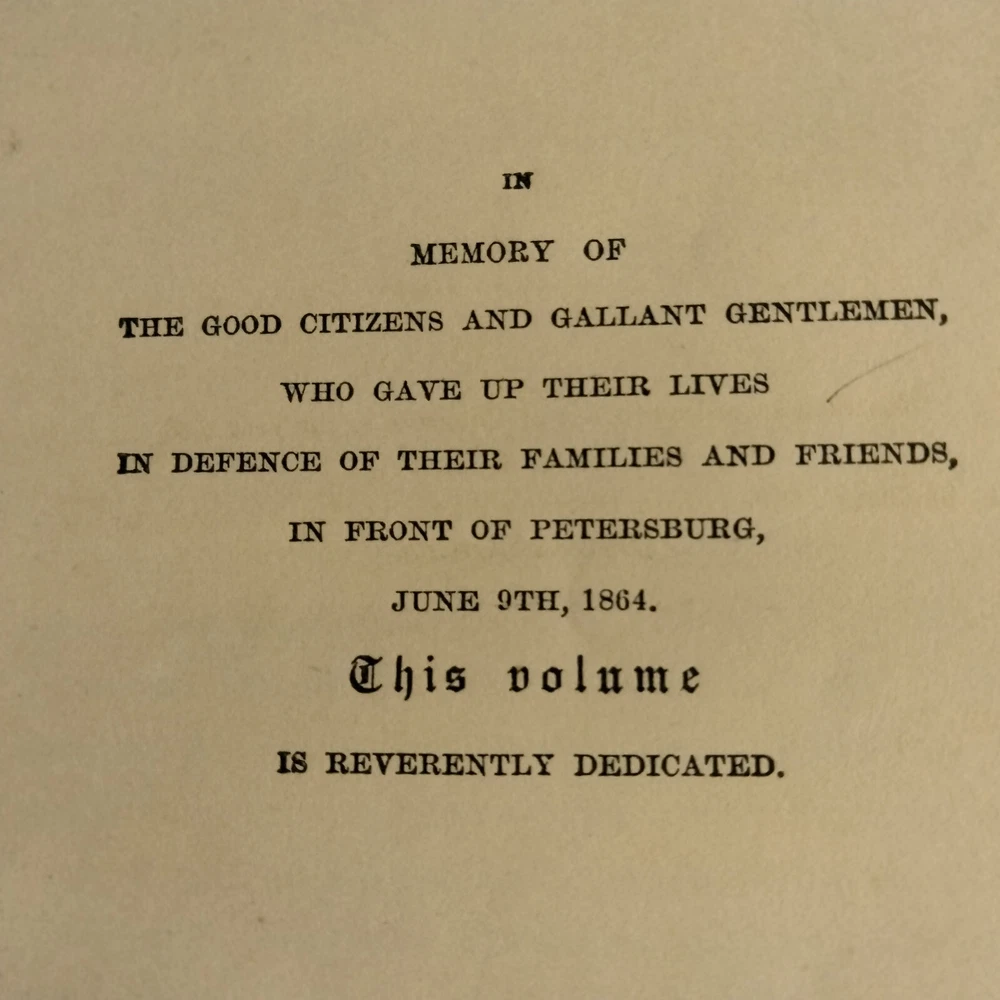 IN
MEMORY OF
THE GOOD CITIZENS AND GALLANT GENTLEMEN,
WHO GAVE UP THEIR LIVES
IN DEFENCE OF THEIR FAMILIES AND FRIENDS,
IN FRONT OF PETERSBURG,
JUNE 9TH, 1864.
This volume
IS REVERENTLY DEDICATED.